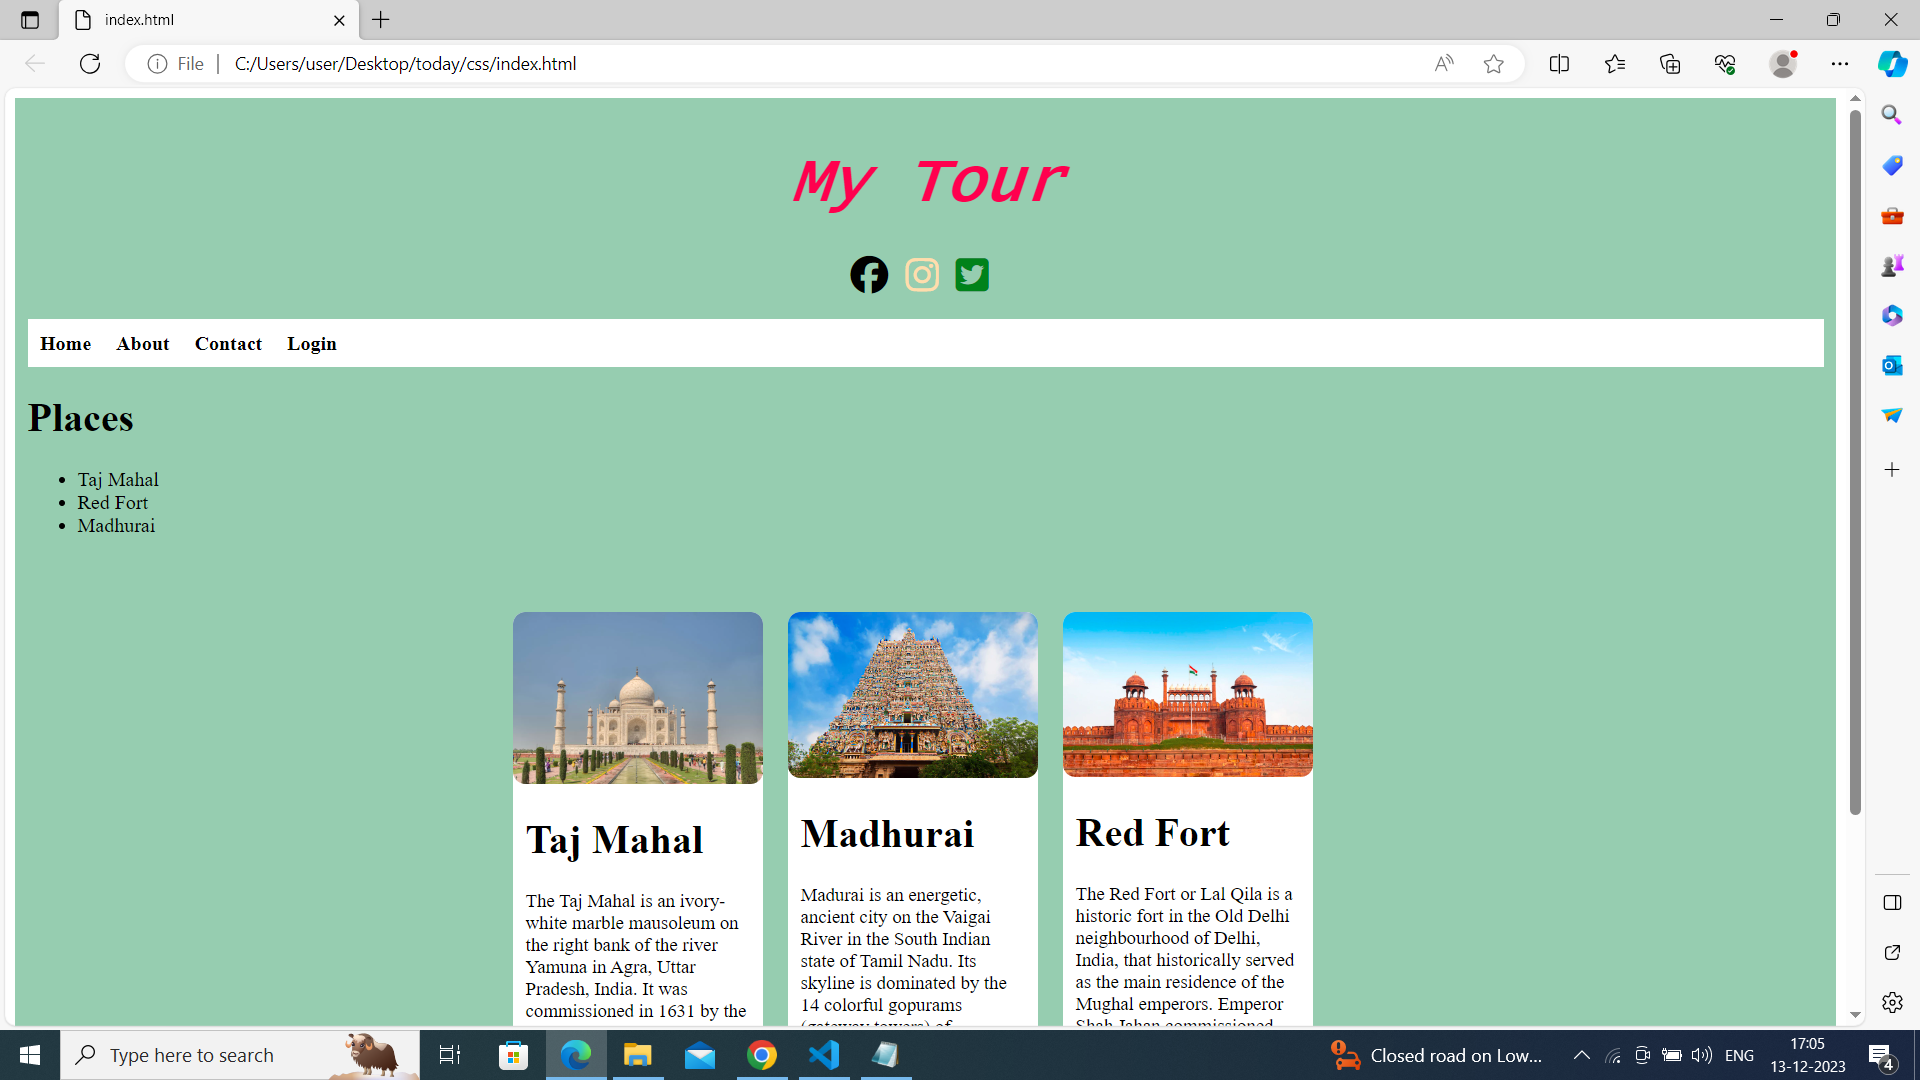 index.html
File
C:/Users/user/Desktop/today/css/index.html
My Tour
Home About Contact Login
Places
• Taj Mahal
• Red Fort
• Madhurai
Taj Mahal
The Taj Mahal is an ivory-
white marble mausoleum on
the right bank of the river
Yamuna in Agra, Uttar
Pradesh, India. It was
commissioned in 1631 by the
Madhurai
Madurai is an energetic,
ancient city on the Vaigai
River in the South Indian
state of Tamil Nadu. Its
skyline is dominated by the
14 colorful gopurams
(gateway towers) of
Red Fort
The Red Fort or Lal Qila is a
historic fort in the Old Delhi
neighbourhood of Delhi,
India, that historically served
as the main residence of the
Mughal emperors. Emperor
Shah Jahan commissioned
Type here to search
Closed road on Low...
ENG
17:05
13-12-2023
4